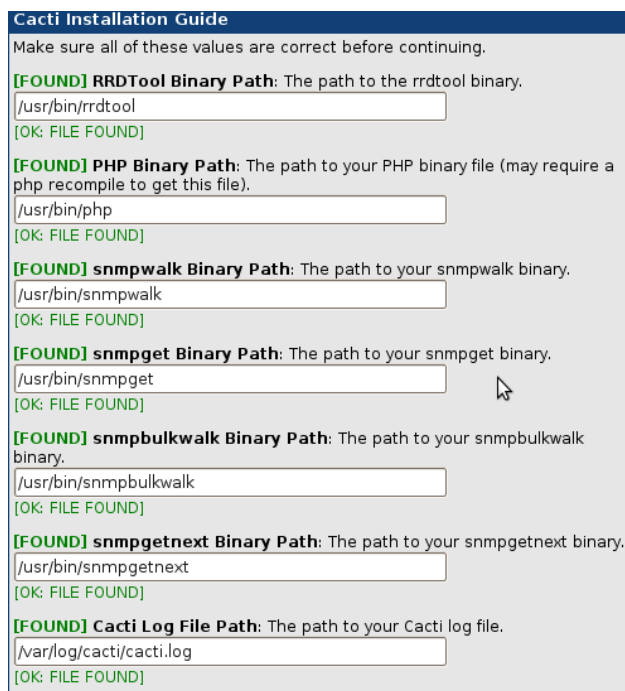 Cacti Installation Guide
Make sure all of these values are correct before continuing.
[FOUND] RRDTool Binary Path: The path to the rrdtool binary.
/usr/bin/rrdtool
[OK: FILE FOUND]
[FOUND] PHP Binary Path: The path to your PHP binary file (may require a
php recompile to get this file).
/usr/bin/php
[OK: FILE FOUND]
[FOUND] snmpwalk Binary Path: The path to your snmpwalk binary.
/usr/bin/snmpwalk
[OK: FILE FOUND]
[FOUND] snmpget Binary Path: The path to your snmpget binary.
/usr/bin/snmpget
[OK: FILE FOUND]
[FOUND] snmpbulkwalk Binary Path: The path to your snmpbulkwalk
binary.
/usr/bin/snmpbulkwalk
[OK: FILE FOUND]
[FOUND] snmpgetnext Binary Path: The path to your snmpgetnext binary.
/usr/bin/snmpgetnext
[OK: FILE FOUND]
[FOUND] Cacti Log File Path: The path to your Cacti log file.
/var/log/cacti/cacti.log
[OK: FILE FOUND]